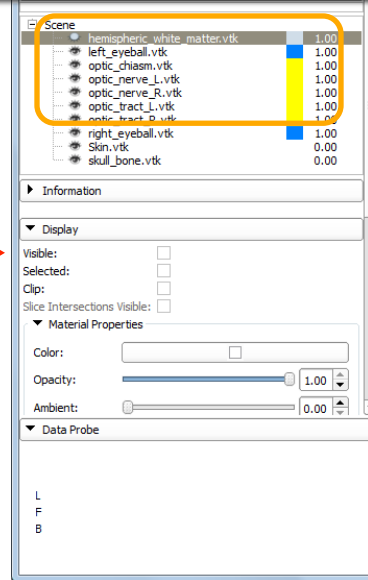 Scene
hemispheric_white_matter.vtk 1.00
left_eyeball.vtk 1.00
optic_chiasm.vtk 1.00
optic_nerve_L.vtk 1.00
optic_nerve_R.vtk 1.00
optic_tract_L.vtk 1.00
optic_tract_R.vtk 1.00
right_eyeball.vtk 1.00
Skin.vtk 0.00
skull_bone.vtk 0.00
Information
Display
Visible:
Selected:
Clip:
Slice Intersections Visible:
Material Properties
Color:
Opacity: 1.00
Ambient: 0.00
Data Probe
L
F
B